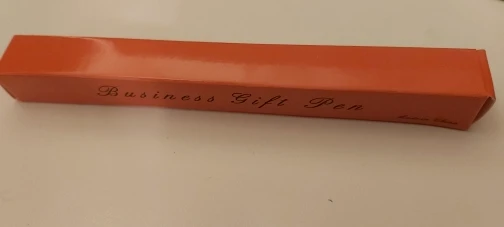 Business Gift Pen